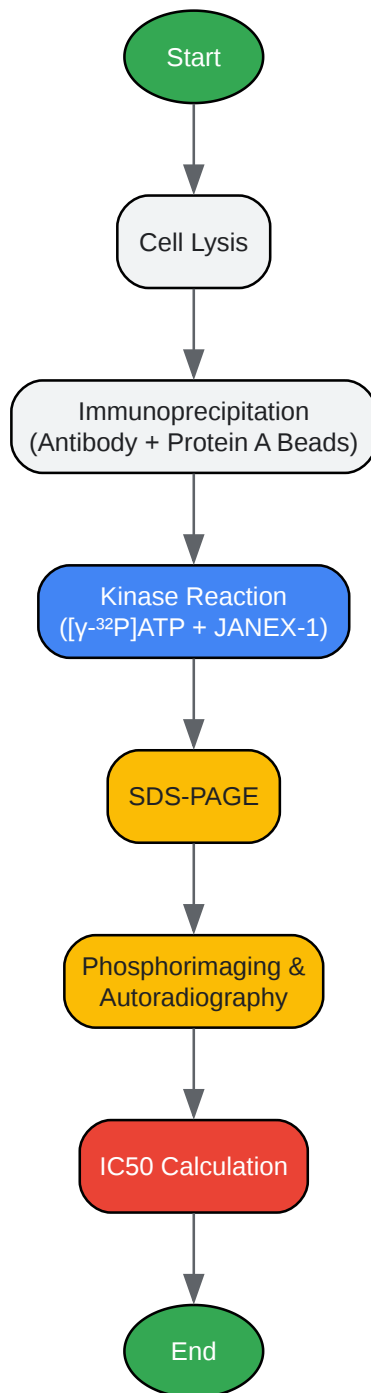 Start
Cell Lysis
Immunoprecipitation
(Antibody + Protein A Beads)
Kinase Reaction
([γ-³²P]ATP + JANEX-1)
SDS-PAGE
Phosphorimaging &
Autoradiography
IC50 Calculation
End